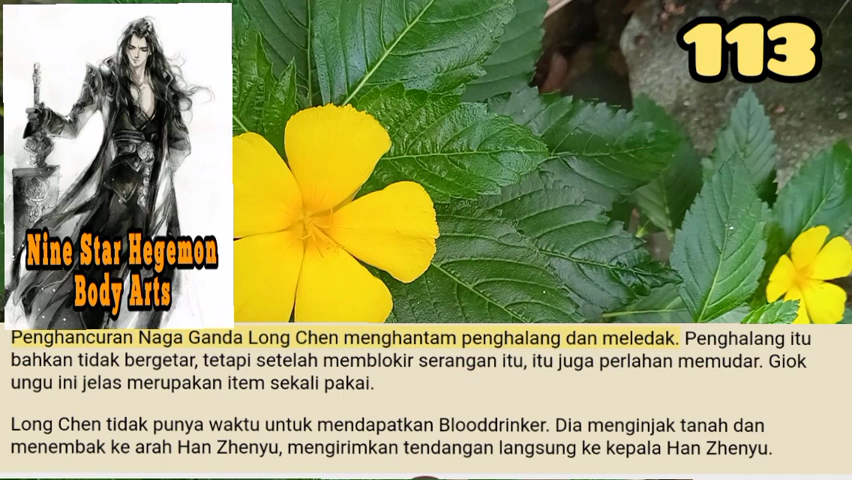 113
Nine Star Hegemon
Body Arts
Penghancuran Naga Ganda Long Chen menghantam penghalang dan meledak. Penghalang itu
bahkan tidak bergetar, tetapi setelah memblokir serangan itu, itu juga perlahan memudar. Giok
ungu ini jelas merupakan item sekali pakai.
Long Chen tidak punya waktu untuk mendapatkan Blooddrinker. Dia menginjak tanah dan
menembak ke arah Han Zhenyu, mengirimkan tendangan langsung ke kepala Han Zhenyu.